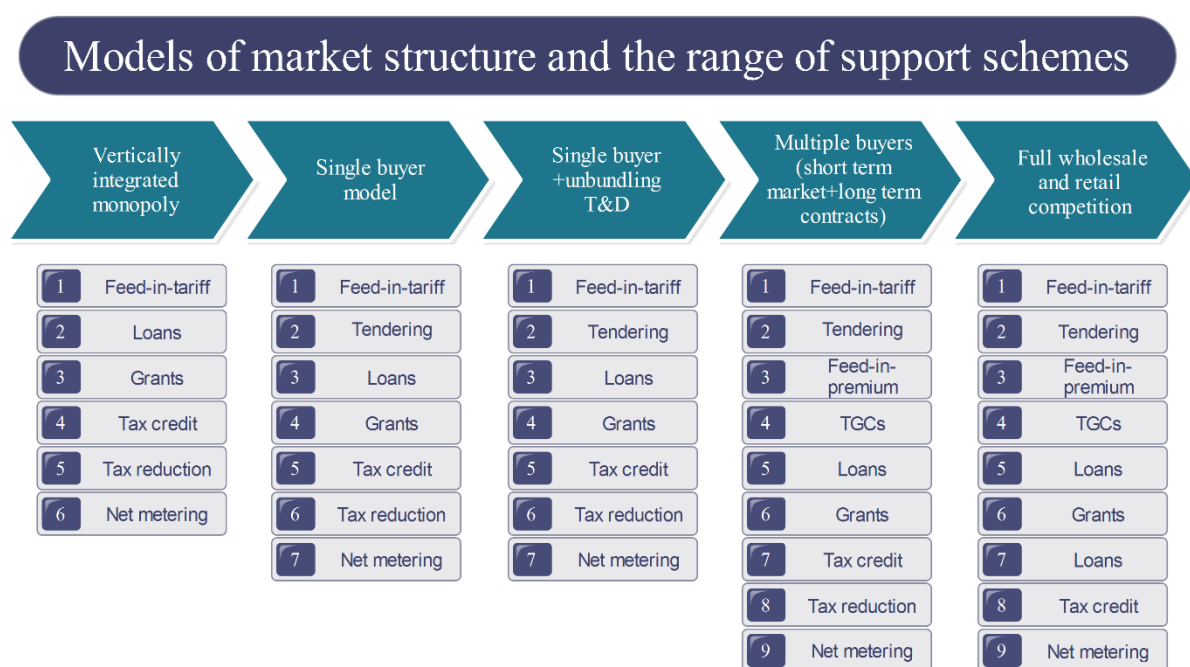 Models of market structure and the range of support schemes
Vertically
integrated
monopoly
1 Feed-in-tariff
2 Loans
3 Grants
4 Tax credit
5 Tax reduction
6 Net metering
Single buyer
model
1 Feed-in-tariff
2 Tendering
3 Loans
4 Grants
5 Tax credit
6 Tax reduction
7 Net metering
Single buyer
+unbundling
T&D
1 Feed-in-tariff
2 Tendering
3 Loans
4 Grants
5 Tax credit
6 Tax reduction
7 Net metering
Multiple buyers
(short term
market+long term
contracts)
1 Feed-in-tariff
2 Tendering
3 Feed-in-
premium
4 TGCs
5 Loans
6 Grants
7 Tax credit
8 Tax reduction
9 Net metering
Full wholesale
and retail
competition
1 Feed-in-tariff
2 Tendering
3 Feed-in-
premium
4 TGCs
5 Loans
6 Grants
7 Loans
8 Tax credit
9 Net metering